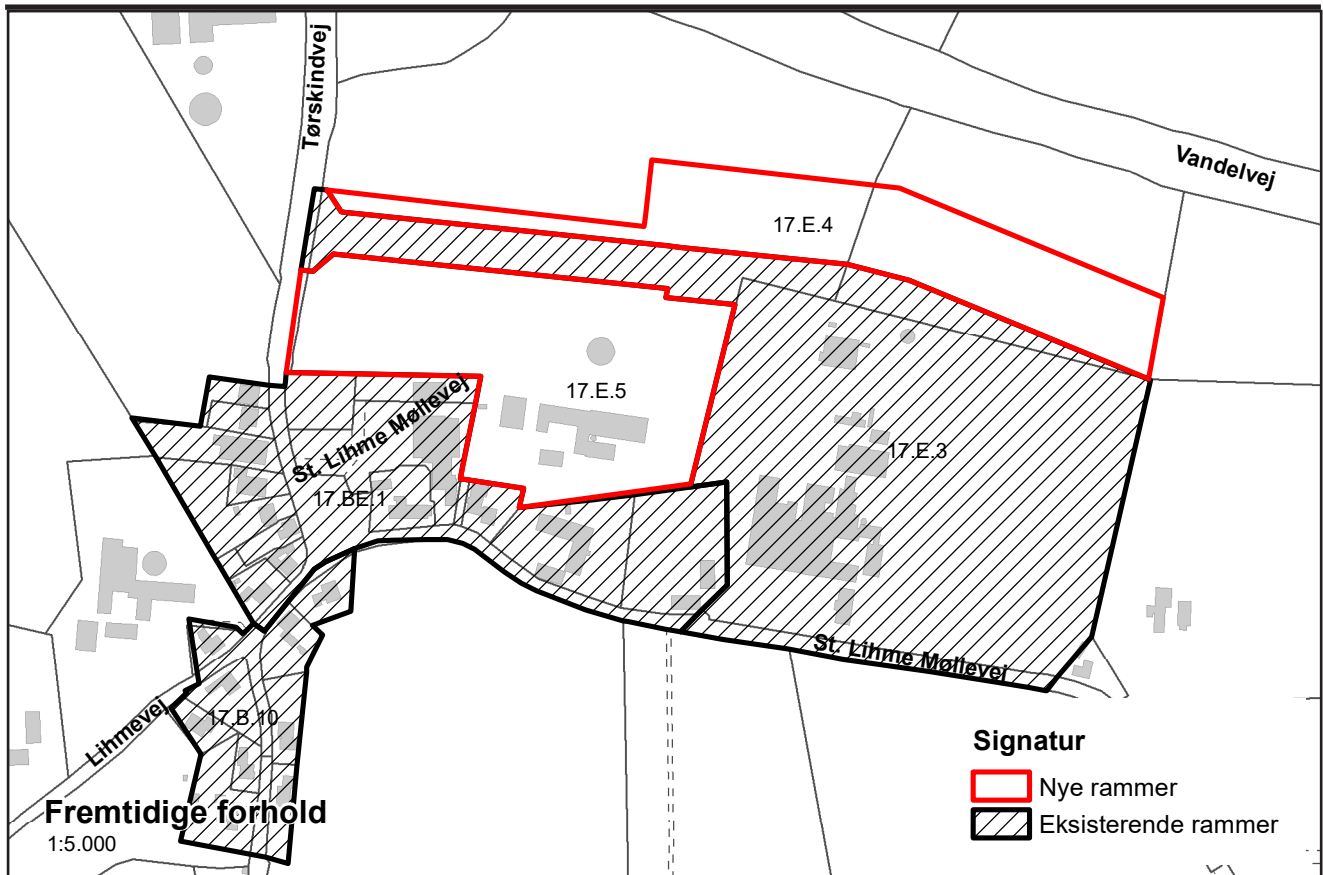 Tørskindvej
Vandelvej
17.E.4
17.E.5
St. Lihme Møllevej
17.E.3
17.BE.1
St. Lihme Møllevej
17.B.10
Lihmevej
Signatur
Nye rammer
Eksisterende rammer
Fremtidige forhold
1:5.000